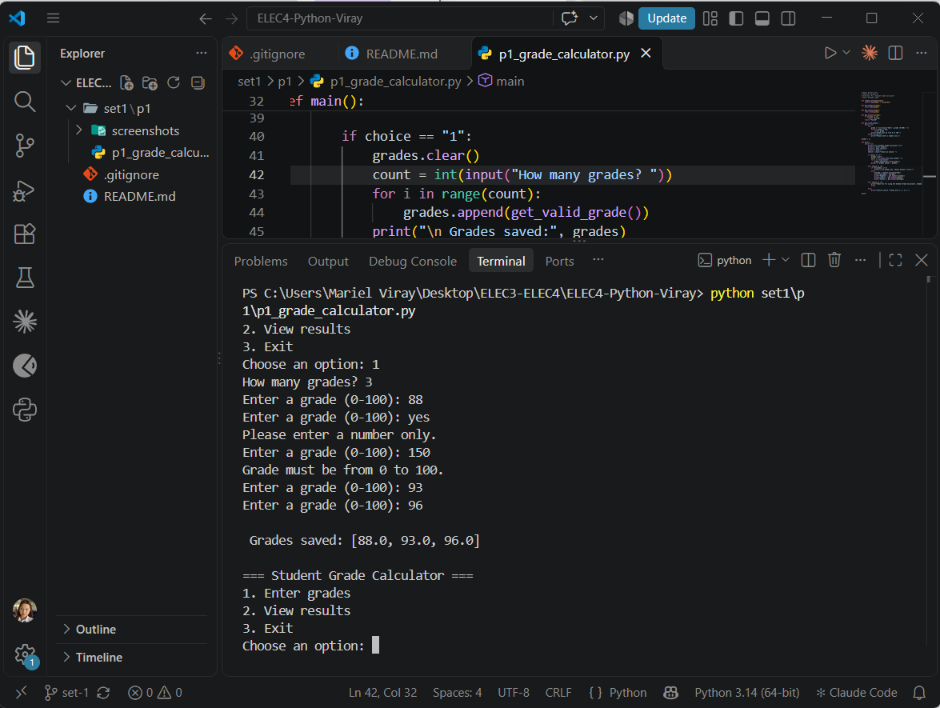 ELEC4-Python-Viray
Update
Explorer
ELEC...
set1\p1
screenshots
p1_grade_calcu...
.gitignore
README.md
Outline
Timeline
.gitignore
README.md
p1_grade_calculator.py
set1 > p1 > p1_grade_calculator.py > main
32 ef main():
39
40 if choice == "1":
41 grades.clear()
42 count = int(input("How many grades? "))
43 for i in range(count):
44 grades.append(get_valid_grade())
45 print("\n Grades saved:", grades)
Problems Output Debug Console Terminal Ports ... python
PS C:\Users\Mariel Viray\Desktop\ELEC3-ELEC4\ELEC4-Python-Viray> python set1\p
1\p1_grade_calculator.py
2. View results
3. Exit
Choose an option: 1
How many grades? 3
Enter a grade (0-100): 88
Enter a grade (0-100): yes
Please enter a number only.
Enter a grade (0-100): 150
Grade must be from 0 to 100.
Enter a grade (0-100): 93
Enter a grade (0-100): 96
Grades saved: [88.0, 93.0, 96.0]
=== Student Grade Calculator ===
1. Enter grades
2. View results
3. Exit
Choose an option:
1
set-1 0 0 Ln 42, Col 32 Spaces: 4 UTF-8 CRLF { } Python Python 3.14 (64-bit) Claude Code